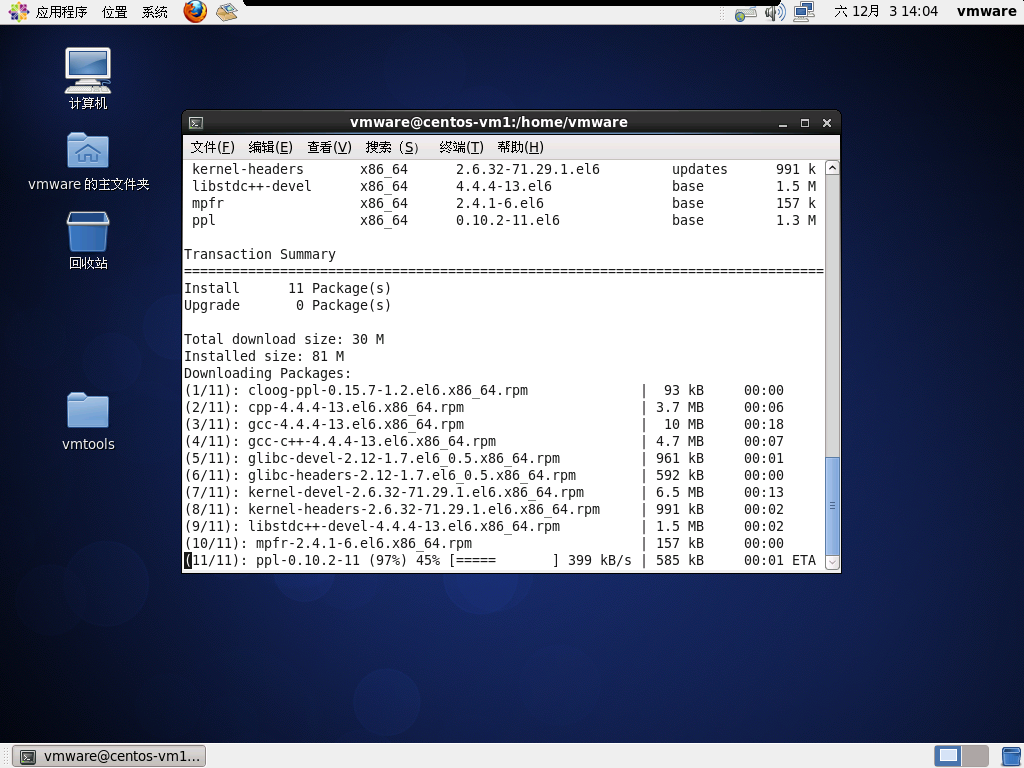 应用程序 位置 系统 六 12月 3 14:04 vmware
计算机
vmware 的主文件夹
回收站
vmtools
vmware@centos-vm1:/home/vmware
文件(F) 编辑(E) 查看(V) 搜索 (S) 终端(T) 帮助(H)
kernel-headers x86_64 2.6.32-71.29.1.el6 updates 991 k
libstdc++-devel x86_64 4.4.4-13.el6 base 1.5 M
mpfr x86_64 2.4.1-6.el6 base 157 k
ppl x86_64 0.10.2-11.el6 base 1.3 M
Transaction Summary
================================================================================
Install 11 Package(s)
Upgrade 0 Package(s)
Total download size: 30 M
Installed size: 81 M
Downloading Packages:
(1/11): cloog-ppl-0.15.7-1.2.el6.x86_64.rpm | 93 kB 00:00
(2/11): cpp-4.4.4-13.el6.x86_64.rpm | 3.7 MB 00:06
(3/11): gcc-4.4.4-13.el6.x86_64.rpm | 10 MB 00:18
(4/11): gcc-c++-4.4.4-13.el6.x86_64.rpm | 4.7 MB 00:07
(5/11): glibc-devel-2.12-1.7.el6_0.5.x86_64.rpm | 961 kB 00:01
(6/11): glibc-headers-2.12-1.7.el6_0.5.x86_64.rpm | 592 kB 00:00
(7/11): kernel-devel-2.6.32-71.29.1.el6.x86_64.rpm | 6.5 MB 00:13
(8/11): kernel-headers-2.6.32-71.29.1.el6.x86_64.rpm | 991 kB 00:02
(9/11): libstdc++-devel-4.4.4-13.el6.x86_64.rpm | 1.5 MB 00:02
(10/11): mpfr-2.4.1-6.el6.x86_64.rpm | 157 kB 00:00
(11/11): ppl-0.10.2-11 (97%) 45% [===== ] 399 kB/s | 585 kB 00:01 ETA
vmware@centos-vm1...